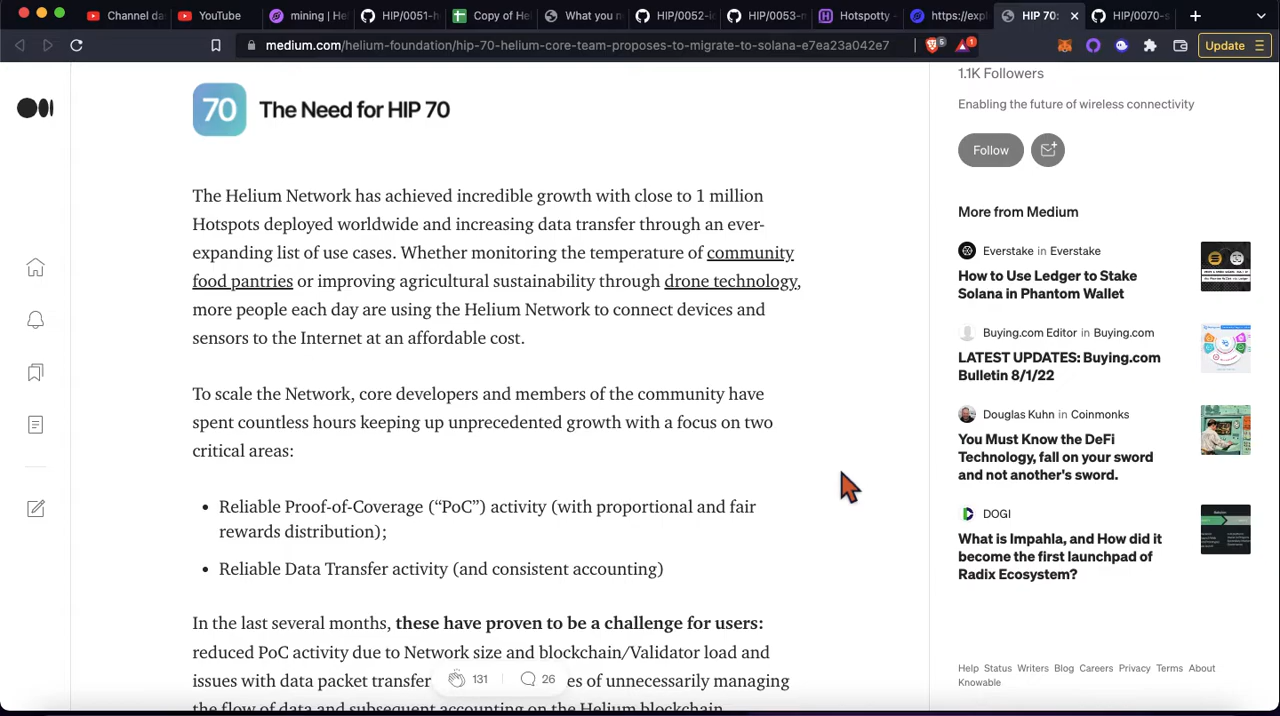 Channel da
YouTube
mining | He
HIP/0051-h
Copy of He
What you n
HIP/0052-i
HIP/0053-n
Hotspotty -
https://exp
HIP 70:
HIP/0070-s
medium.com/helium-foundation/hip-70-helium-core-team-proposes-to-migrate-to-solana-e7ea23a042e7
5
1
Update
70
The Need for HIP 70
The Helium Network has achieved incredible growth with close to 1 million
Hotspots deployed worldwide and increasing data transfer through an ever-
expanding list of use cases. Whether monitoring the temperature of community
food pantries or improving agricultural sustainability through drone technology,
more people each day are using the Helium Network to connect devices and
sensors to the Internet at an affordable cost.
To scale the Network, core developers and members of the community have
spent countless hours keeping up unprecedented growth with a focus on two
critical areas:
• Reliable Proof-of-Coverage (“PoC”) activity (with proportional and fair
rewards distribution);
• Reliable Data Transfer activity (and consistent accounting)
In the last several months, these have proven to be a challenge for users:
reduced PoC activity due to Network size and blockchain/Validator load and
issues with data packet transfer
es of unnecessarily managing
the flow of data and subsequent accounting on the Helium blockchain.
131
26
1.1K Followers
Enabling the future of wireless connectivity
Follow
More from Medium
Everstake in Everstake
How to Use Ledger to Stake
Solana in Phantom Wallet
Buying.com Editor in Buying.com
LATEST UPDATES: Buying.com
Bulletin 8/1/22
Douglas Kuhn in Coinmonks
You Must Know the DeFi
Technology, fall on your sword
and not another's sword.
DOGI
What is Impahla, and How did it
become the first launchpad of
Radix Ecosystem?
Help Status Writers Blog Careers Privacy Terms About
Knowable